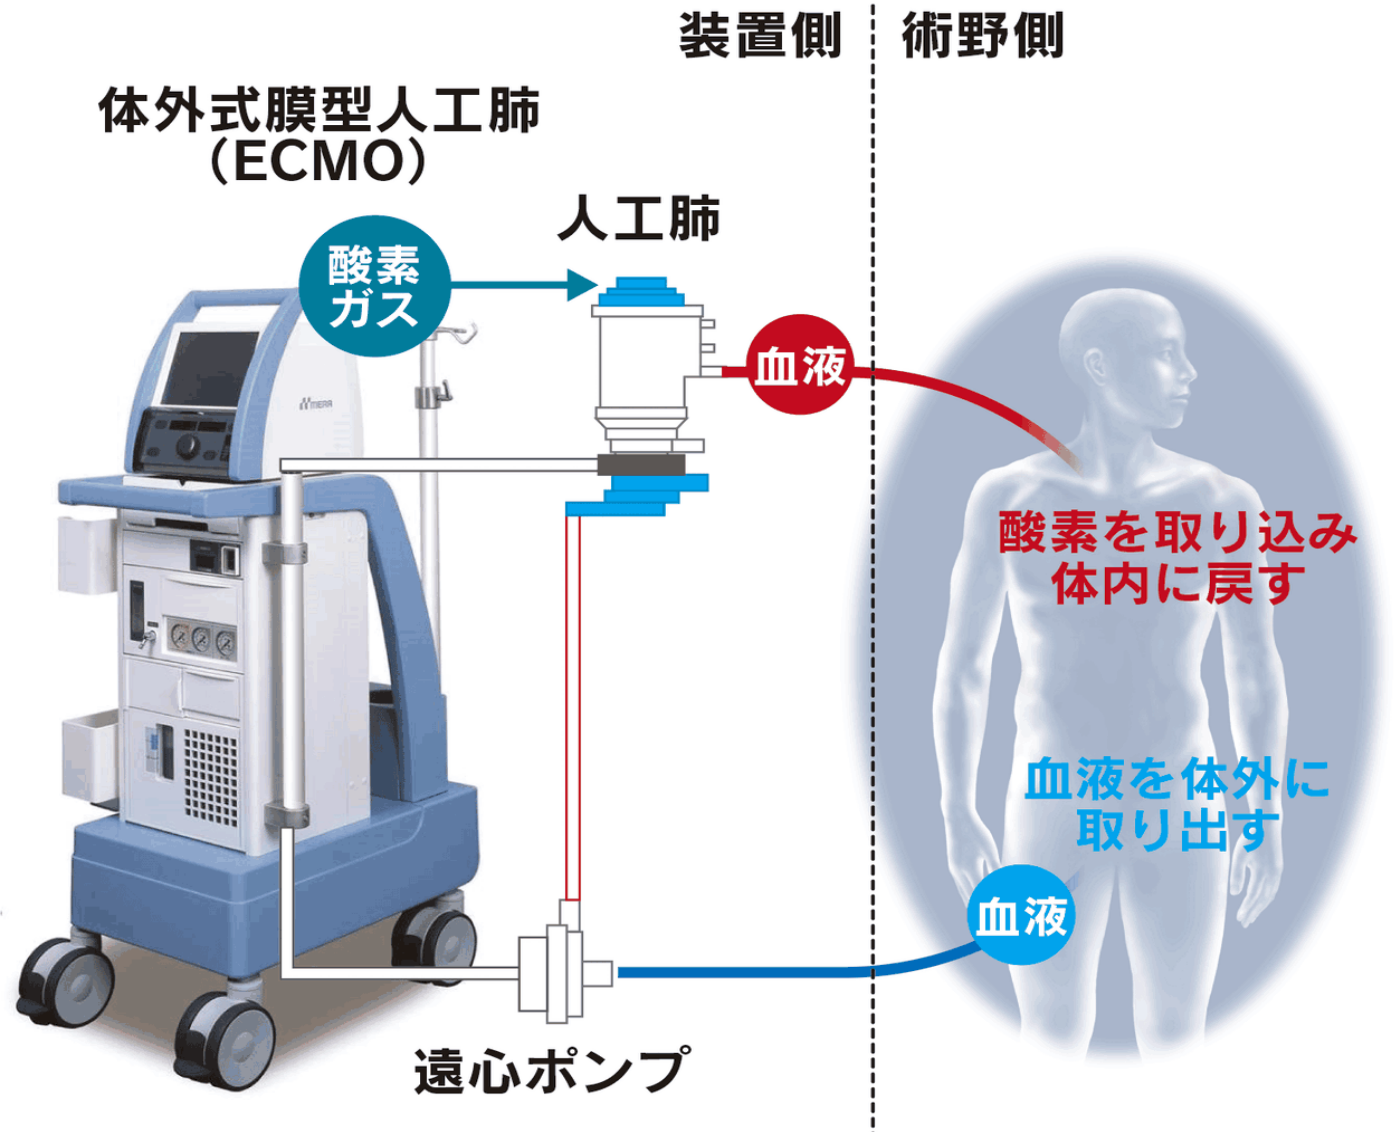 装置側
術野側
体外式膜型人工肺
（ECMO）
人工肺
酸素
ガス
血液
MERA
酸素を取り込み
体内に戻す
血液を体外に
取り出す
血液
遠心ポンプ